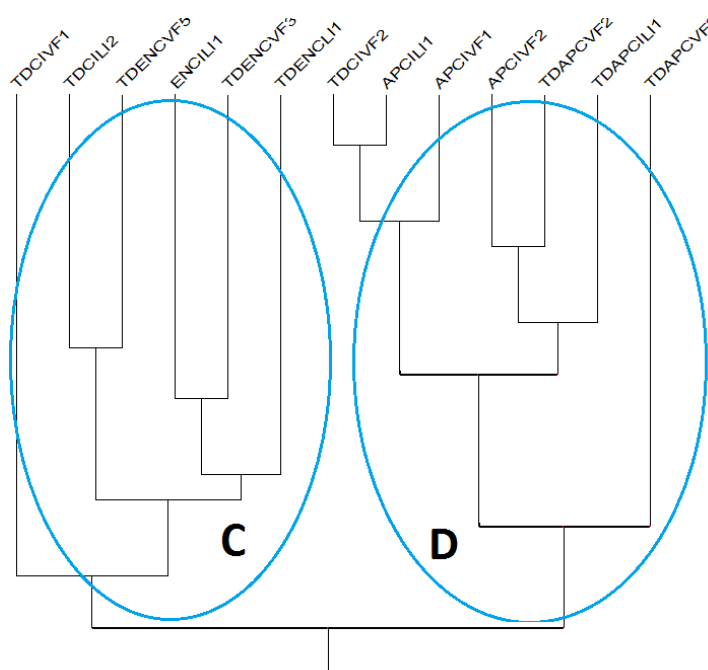 TDCIVF1
TDCILI2
TDENCVF5
ENCILI1
TDENCVF3
TDENCLI1
TDCIVF2
APCILI1
APCIVF1
APCIVF2
TDAPCVF2
TDAPCILI1
C
D